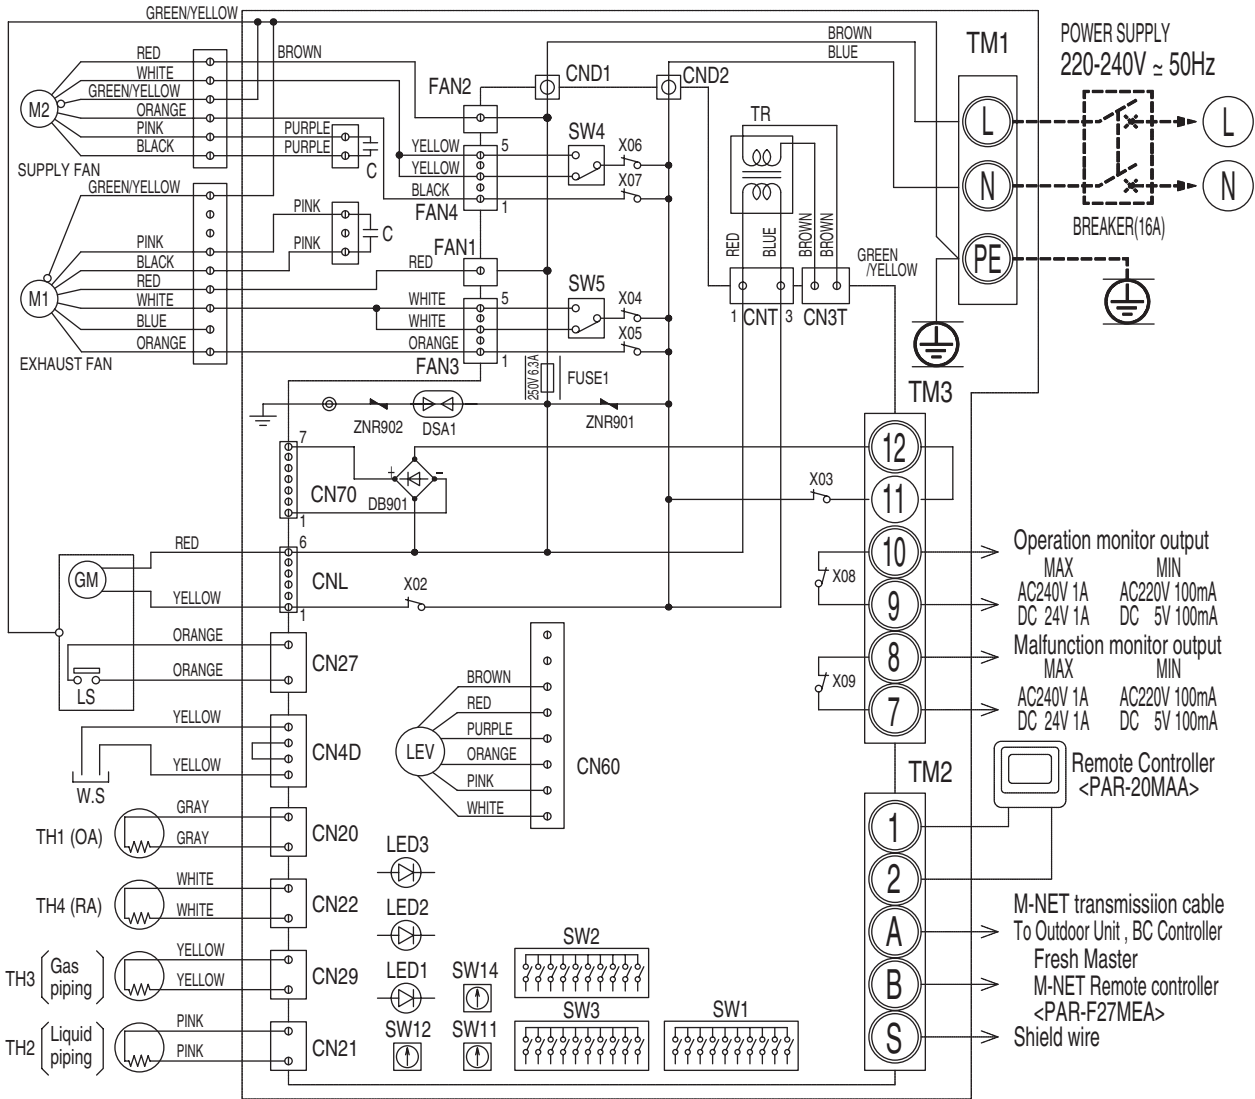 GREEN/YELLOW
RED
WHITE
GREEN/YELLOW
ORANGE
PINK
BLACK
M2
SUPPLY FAN
BROWN
PURPLE
PURPLE
C
FAN2
CND1
CND2
BROWN
BLUE
TM1
POWER SUPPLY
220-240V ≃ 50Hz
L
N
PE
L
N
BREAKER(16A)
YELLOW
YELLOW
BLACK
5
1
FAN4
SW4
X06
X07
TR
RED
BLUE
BROWN
BROWN
GREEN
/YELLOW
1 CNT 3
CN3T
GREEN/YELLOW
PINK
BLACK
RED
WHITE
BLUE
ORANGE
M1
EXHAUST FAN
PINK
PINK
C
FAN1
RED
WHITE
WHITE
ORANGE
5
1
FAN3
SW5
X04
X05
250V 6.3A
FUSE1
ZNR902
DSA1
ZNR901
TM3
12
11
10
9
8
7
X03
X08
X09
7
CN70
1
+
-
DB901
Operation monitor output
MAX MIN
AC240V 1A AC220V 100mA
DC 24V 1A DC 5V 100mA
Malfunction monitor output
MAX MIN
AC240V 1A AC220V 100mA
DC 24V 1A DC 5V 100mA
GM
RED
YELLOW
6
CNL
1
X02
ORANGE
ORANGE
LS
CN27
YELLOW
YELLOW
W.S
CN4D
LEV
BROWN
RED
PURPLE
ORANGE
PINK
WHITE
CN60
TM2
1
2
A
B
S
Remote Controller
<PAR-20MAA>
M-NET transmissiion cable
To Outdoor Unit , BC Controller
Fresh Master
M-NET Remote controller
<PAR-F27MEA>
Shield wire
TH1 (OA)
GRAY
GRAY
CN20
TH4 (RA)
WHITE
WHITE
CN22
TH3
Gas
piping
YELLOW
YELLOW
CN29
TH2
Liquid
piping
PINK
PINK
CN21
LED3
LED2
LED1
SW14
SW12
SW11
SW2
SW3
SW1